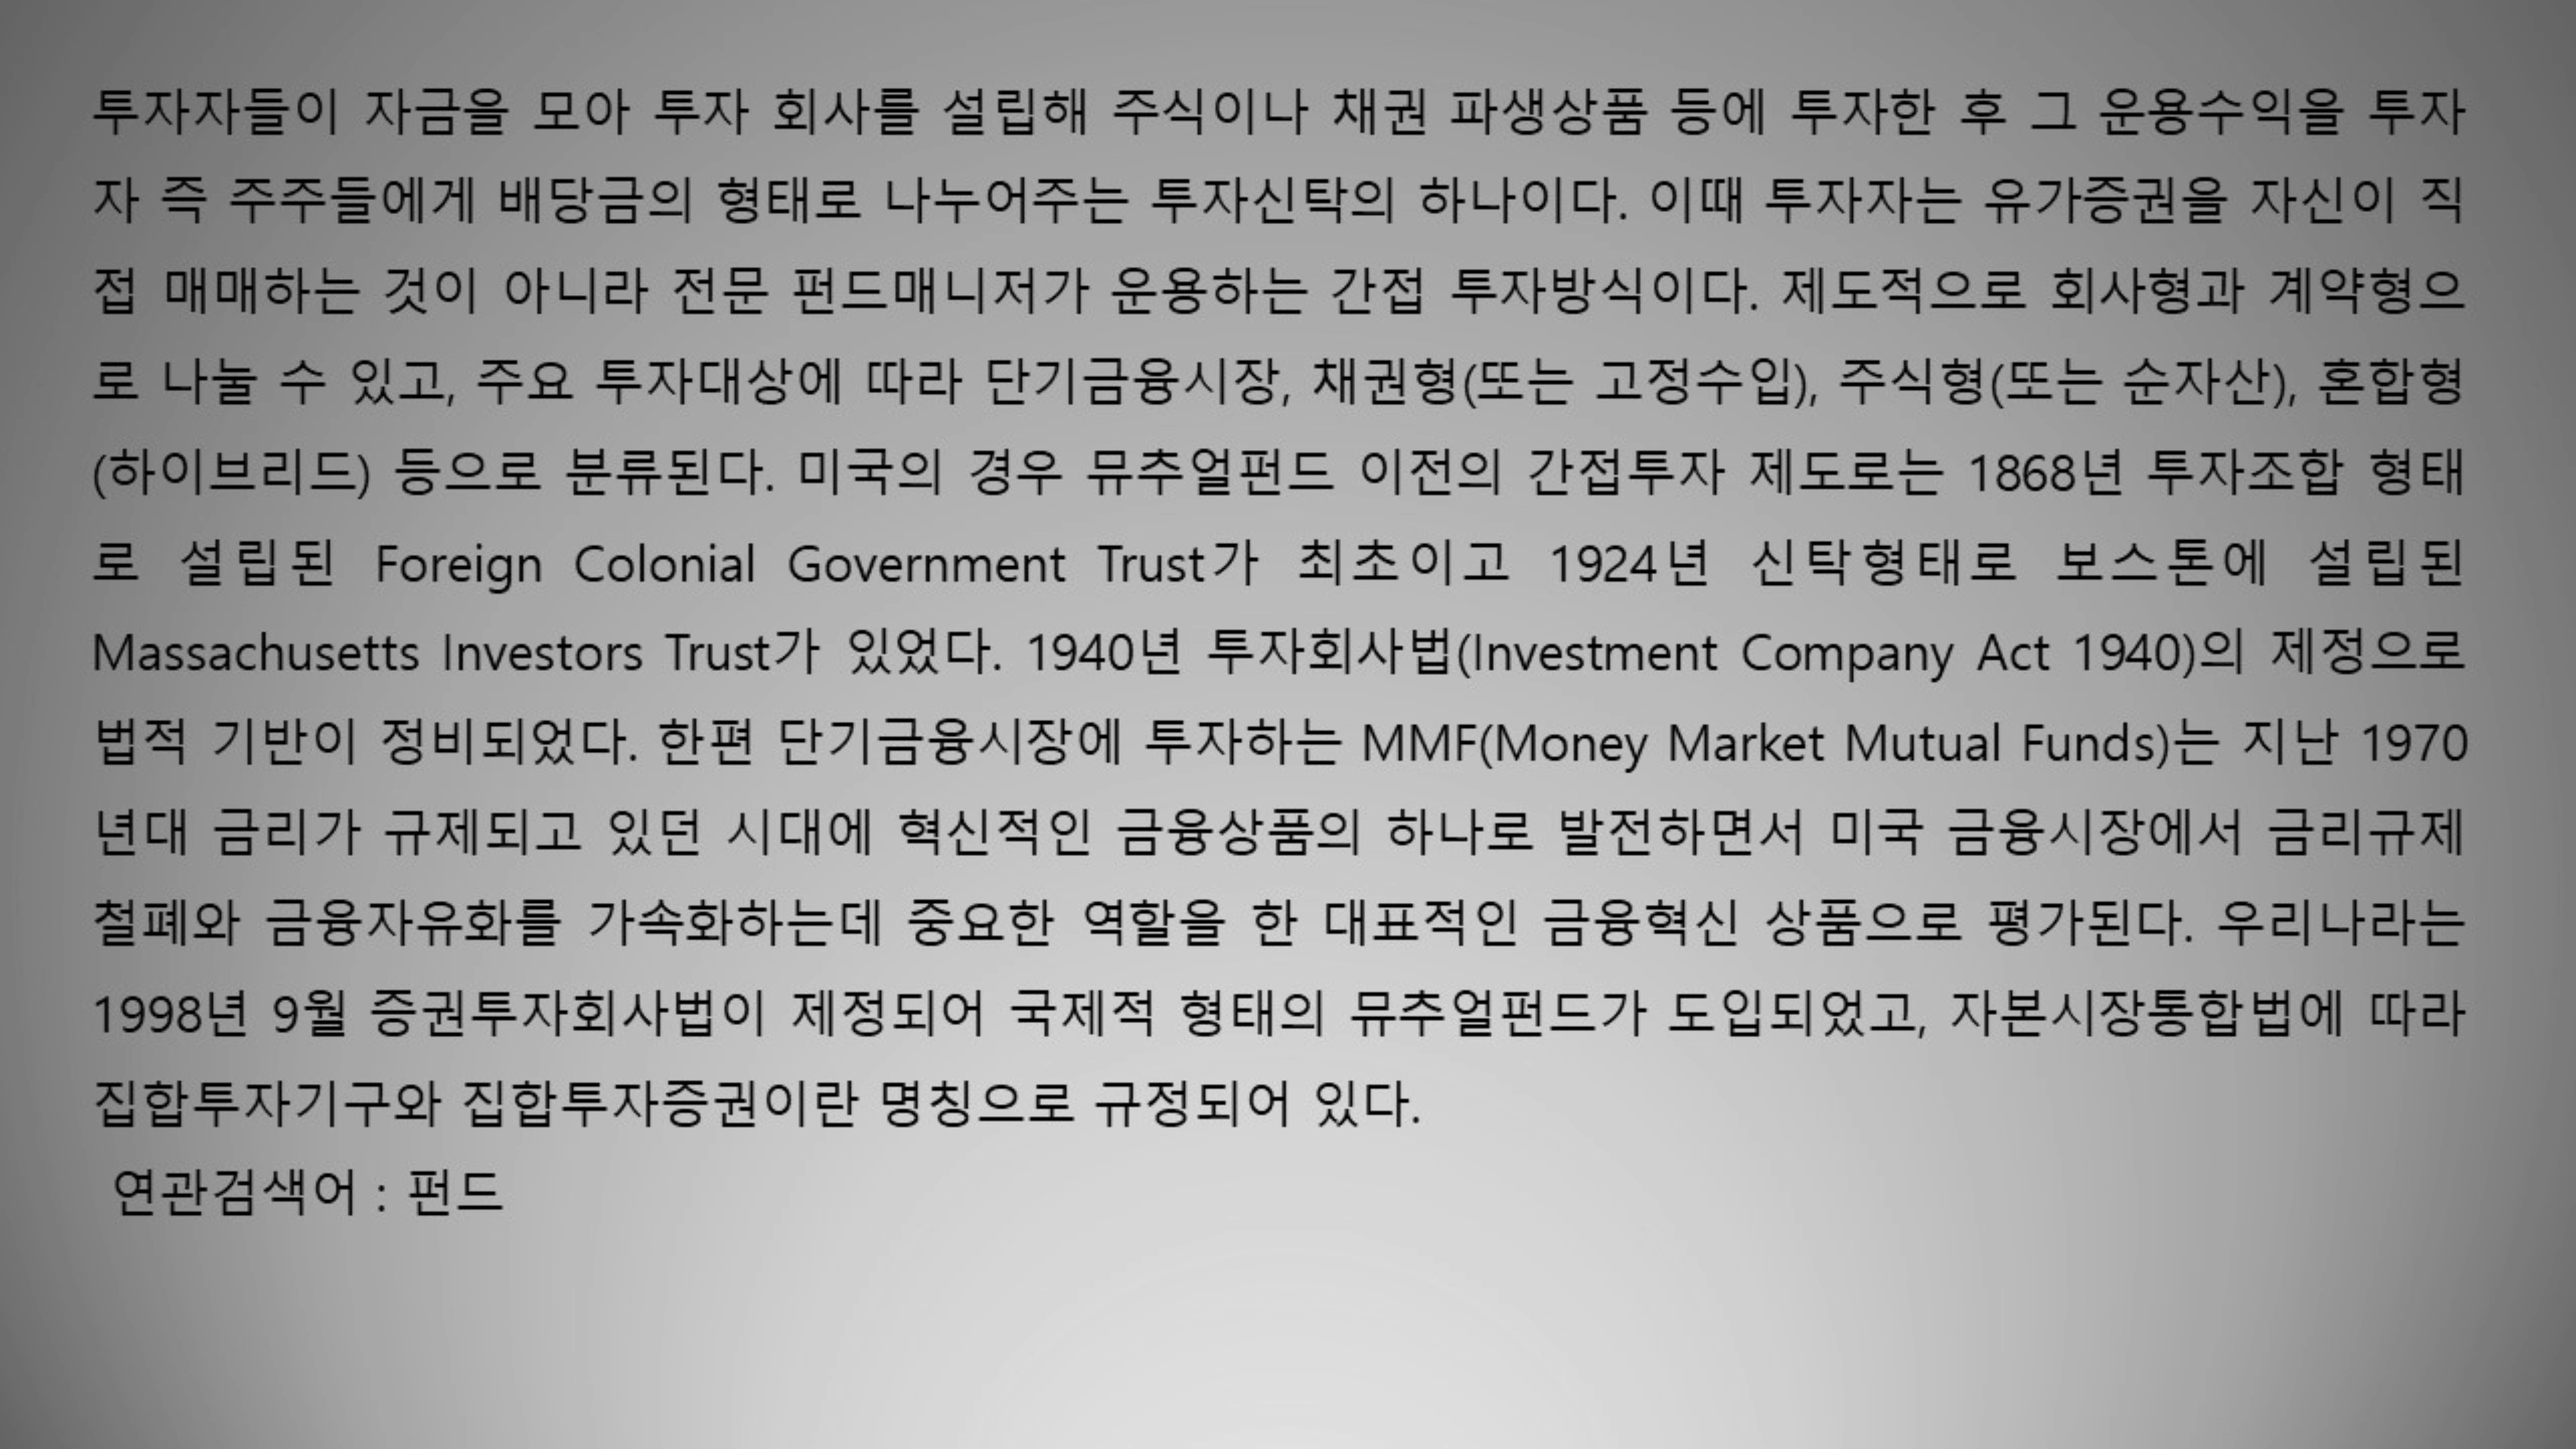 투자자들이 자금을 모아 투자 회사를 설립해 주식이나 채권 파생상품 등에 투자한 후 그 운용수익을 투자
자 즉 주주들에게 배당금의 형태로 나누어주는 투자신탁의 하나이다. 이때 투자자는 유가증권을 자신이 직
접 매매하는 것이 아니라 전문 펀드매니저가 운용하는 간접 투자방식이다. 제도적으로 회사형과 계약형으
로 나눌 수 있고, 주요 투자대상에 따라 단기금융시장, 채권형(또는 고정수입), 주식형(또는 순자산), 혼합형
(하이브리드) 등으로 분류된다. 미국의 경우 뮤추얼펀드 이전의 간접투자 제도로는 1868년 투자조합 형태
로 설립된 Foreign Colonial Government Trust가 최초이고 1924년 신탁형태로 보스톤에 설립된
Massachusetts Investors Trust가 있었다. 1940년 투자회사법(Investment Company Act 1940)의 제정으로
법적 기반이 정비되었다. 한편 단기금융시장에 투자하는 MMF(Money Market Mutual Funds)는 지난 1970
년대 금리가 규제되고 있던 시대에 혁신적인 금융상품의 하나로 발전하면서 미국 금융시장에서 금리규제
철폐와 금융자유화를 가속화하는데 중요한 역할을 한 대표적인 금융혁신 상품으로 평가된다. 우리나라는
1998년 9월 증권투자회사법이 제정되어 국제적 형태의 뮤추얼펀드가 도입되었고, 자본시장통합법에 따라
집합투자기구와 집합투자증권이란 명칭으로 규정되어 있다.
연관검색어 : 펀드